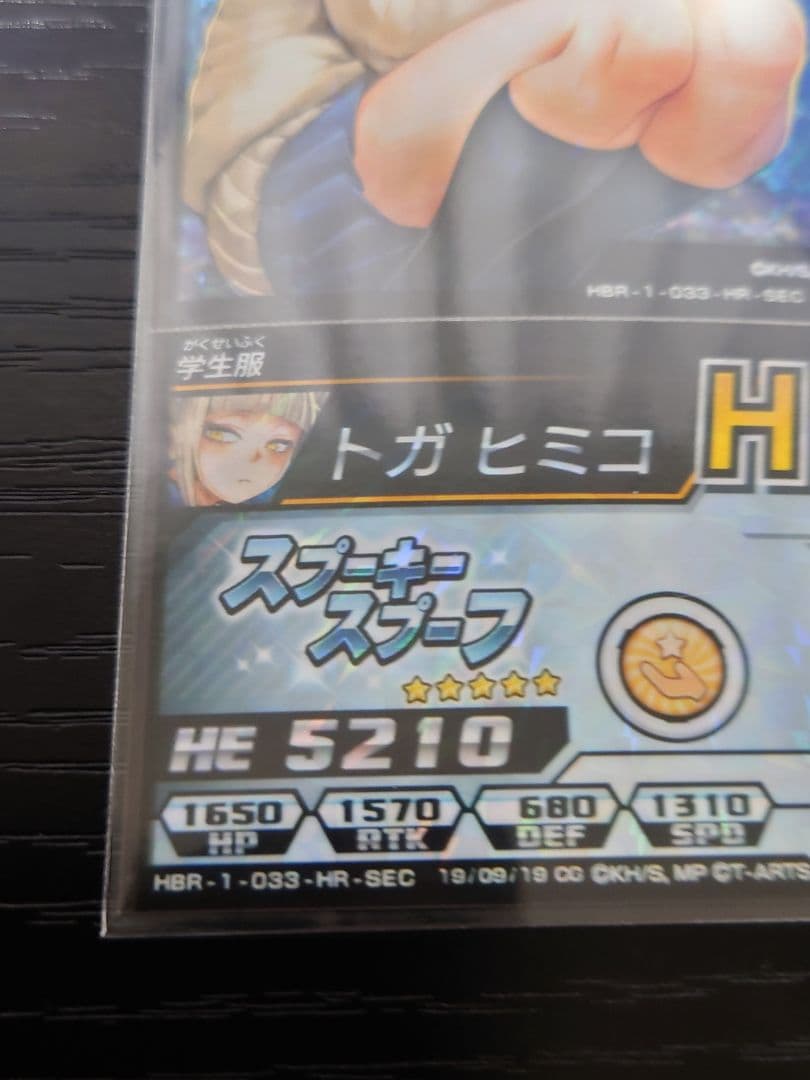 HBR-1-033-HR-SEC
がくせいふく
学生服
トガ ヒミコ
H
スプーキー
スプーフ
HE 5210
1650 1570 680 1310
HP ATK DEF SPD
HBR-1-033-HR-SEC 19/09/19 CG ©KH/S, MP ©T-ARTS